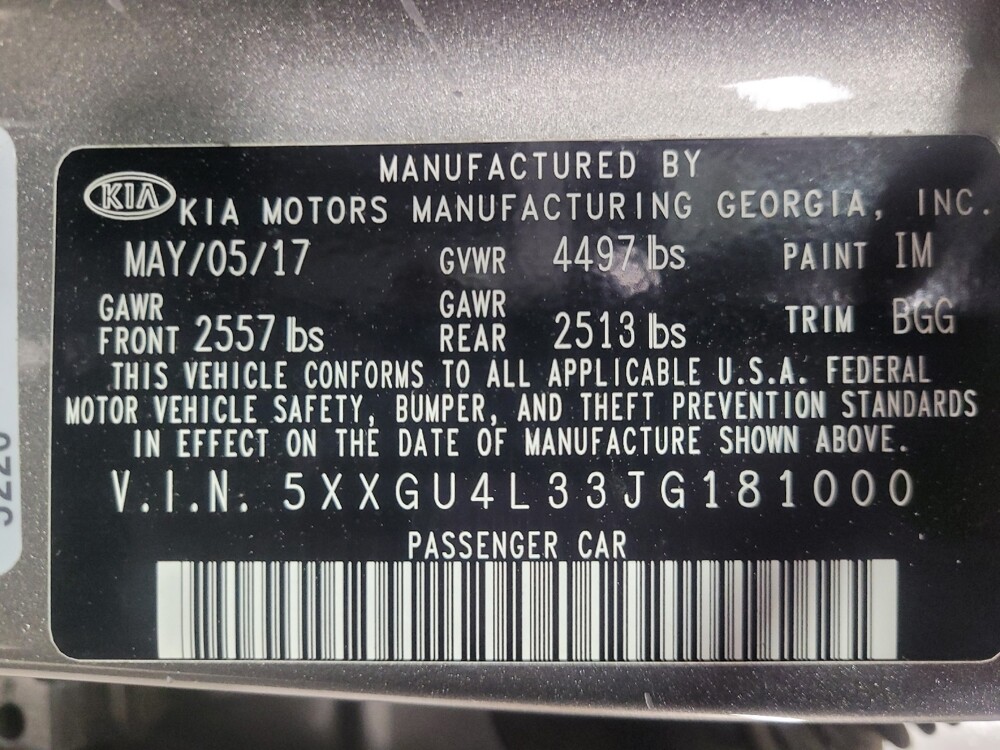 MANUFACTURED BY
KIA KIA MOTORS MANUFACTURING GEORGIA, INC.
MAY/05/17 GVWR 4497 lbs PAINT IM
GAWR FRONT 2557 lbs GAWR REAR 2513 lbs TRIM BGG
THIS VEHICLE CONFORMS TO ALL APPLICABLE U.S.A. FEDERAL
MOTOR VEHICLE SAFETY, BUMPER, AND THEFT PREVENTION STANDARDS
IN EFFECT ON THE DATE OF MANUFACTURE SHOWN ABOVE.
V.I.N. 5XXGU4L33JG181000
PASSENGER CAR